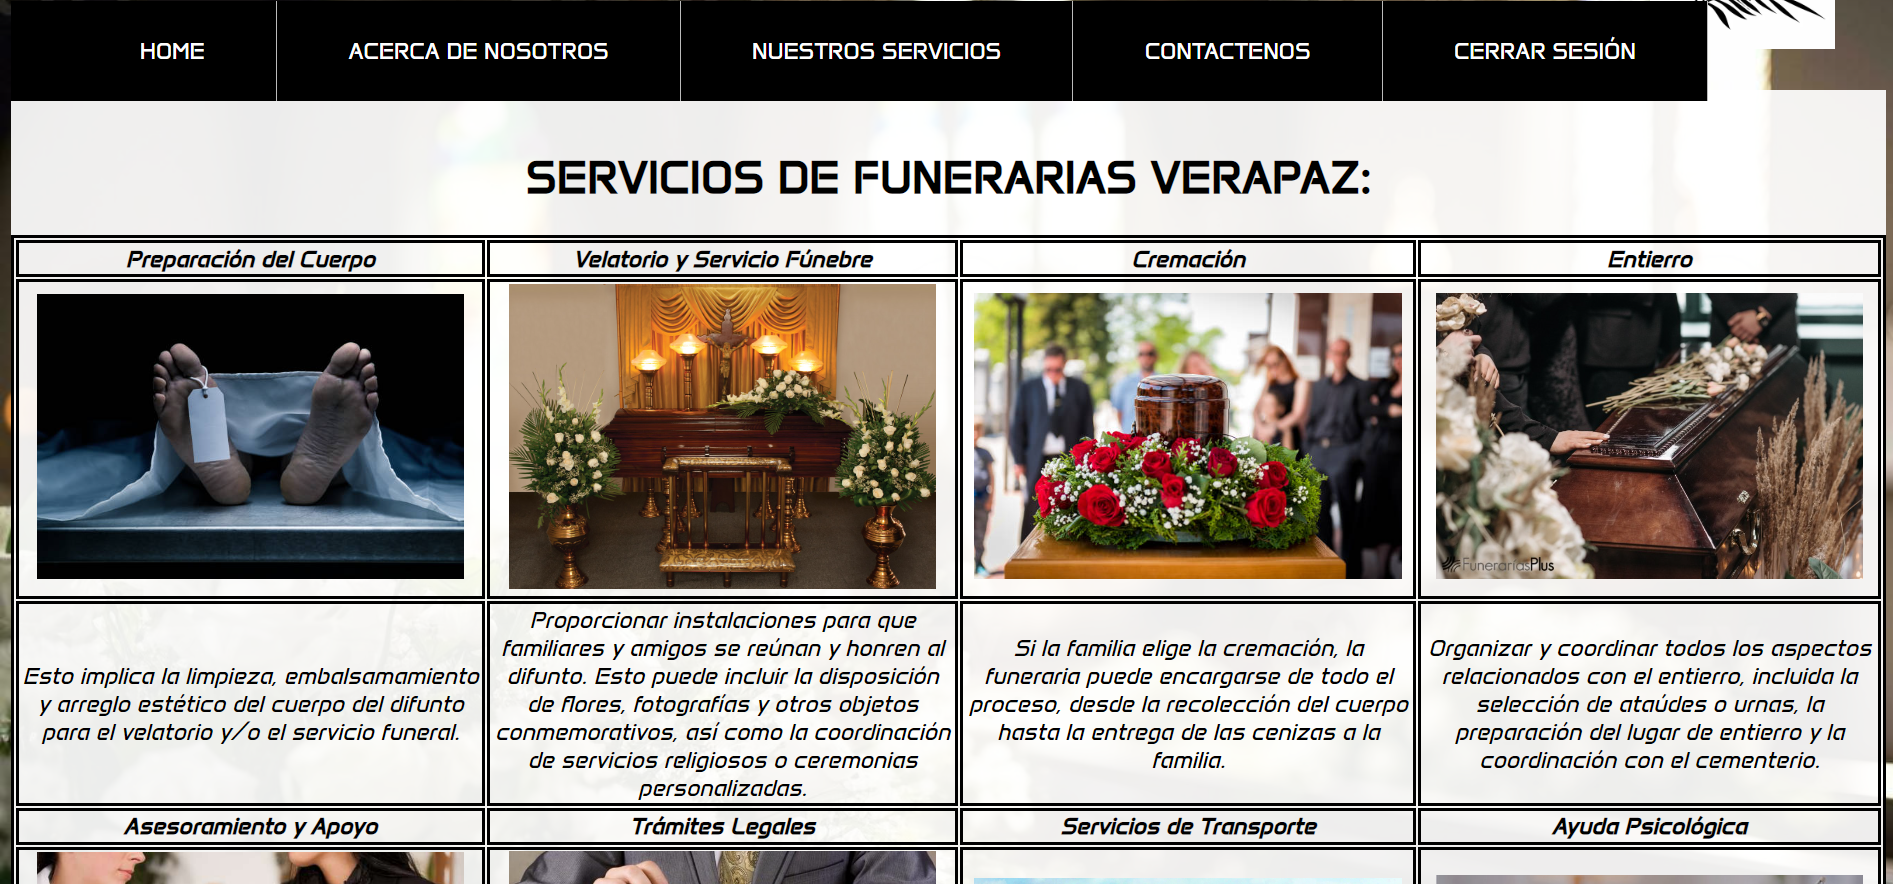 HOME
ACERCA DE NOSOTROS
NUESTROS SERVICIOS
CONTACTENOS
CERRAR SESIÓN
SERVICIOS DE FUNERARIAS VERAPAZ:
Preparación del Cuerpo
Velatorio y Servicio Fúnebre
Cremación
Entierro
FunerariasPlus
Esto implica la limpieza, embalsamamiento
y arreglo estético del cuerpo del difunto
para el velatorio y/o el servicio funeral.
Proporcionar instalaciones para que
familiares y amigos se reúnan y honren al
difunto. Esto puede incluir la disposición
de flores, fotografías y otros objetos
conmemorativos, así como la coordinación
de servicios religiosos o ceremonias
personalizadas.
Si la familia elige la cremación, la
funeraria puede encargarse de todo el
proceso, desde la recolección del cuerpo
hasta la entrega de las cenizas a la
familia.
Organizar y coordinar todos los aspectos
relacionados con el entierro, incluida la
selección de ataúdes o urnas, la
preparación del lugar de entierro y la
coordinación con el cementerio.
Asesoramiento y Apoyo
Trámites Legales
Servicios de Transporte
Ayuda Psicológica